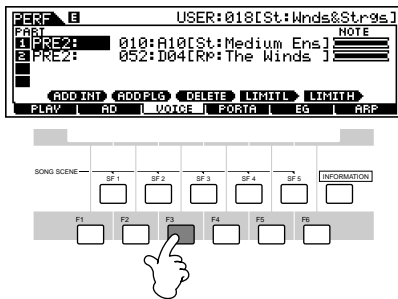 PERF E USER:018[St:Wnds&Strgs]
PART NOTE
1 PRE2: 010:A10[St:Medium Ens]
2 PRE2: 052:D04[Rp:The Winds ]
ADD INT ADD PLG DELETE LIMIT L LIMIT H
PLAY AD VOICE PORTA EG ARP
SONG SCENE SF 1 SF 2 SF 3 SF 4 SF 5 INFORMATION
F1 F2 F3 F4 F5 F6